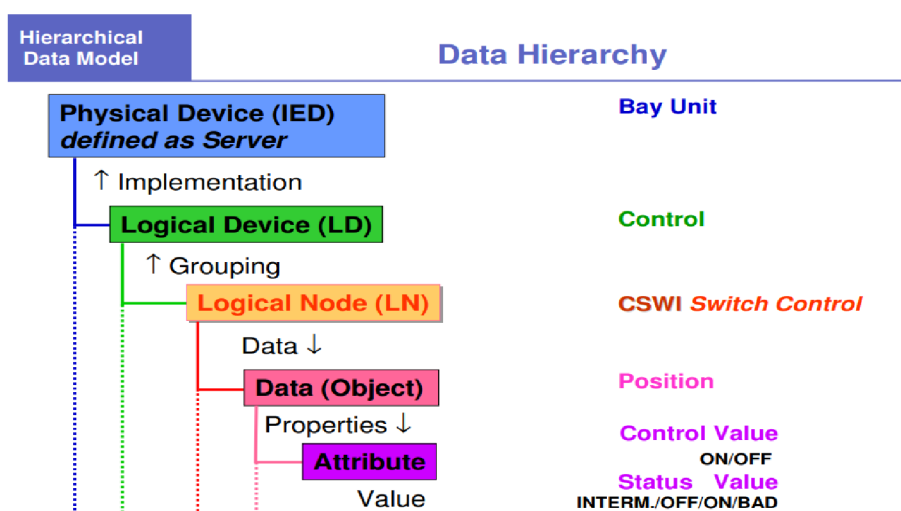 Hierarchical
Data Model
Data Hierarchy
Physical Device (IED)
defined as Server
Bay Unit
↑ Implementation
Logical Device (LD)
Control
↑ Grouping
Logical Node (LN)
CSWI Switch Control
Data ↓
Data (Object)
Position
Properties ↓
Control Value
ON/OFF
Attribute
Status Value
Value
INTERM./OFF/ON/BAD